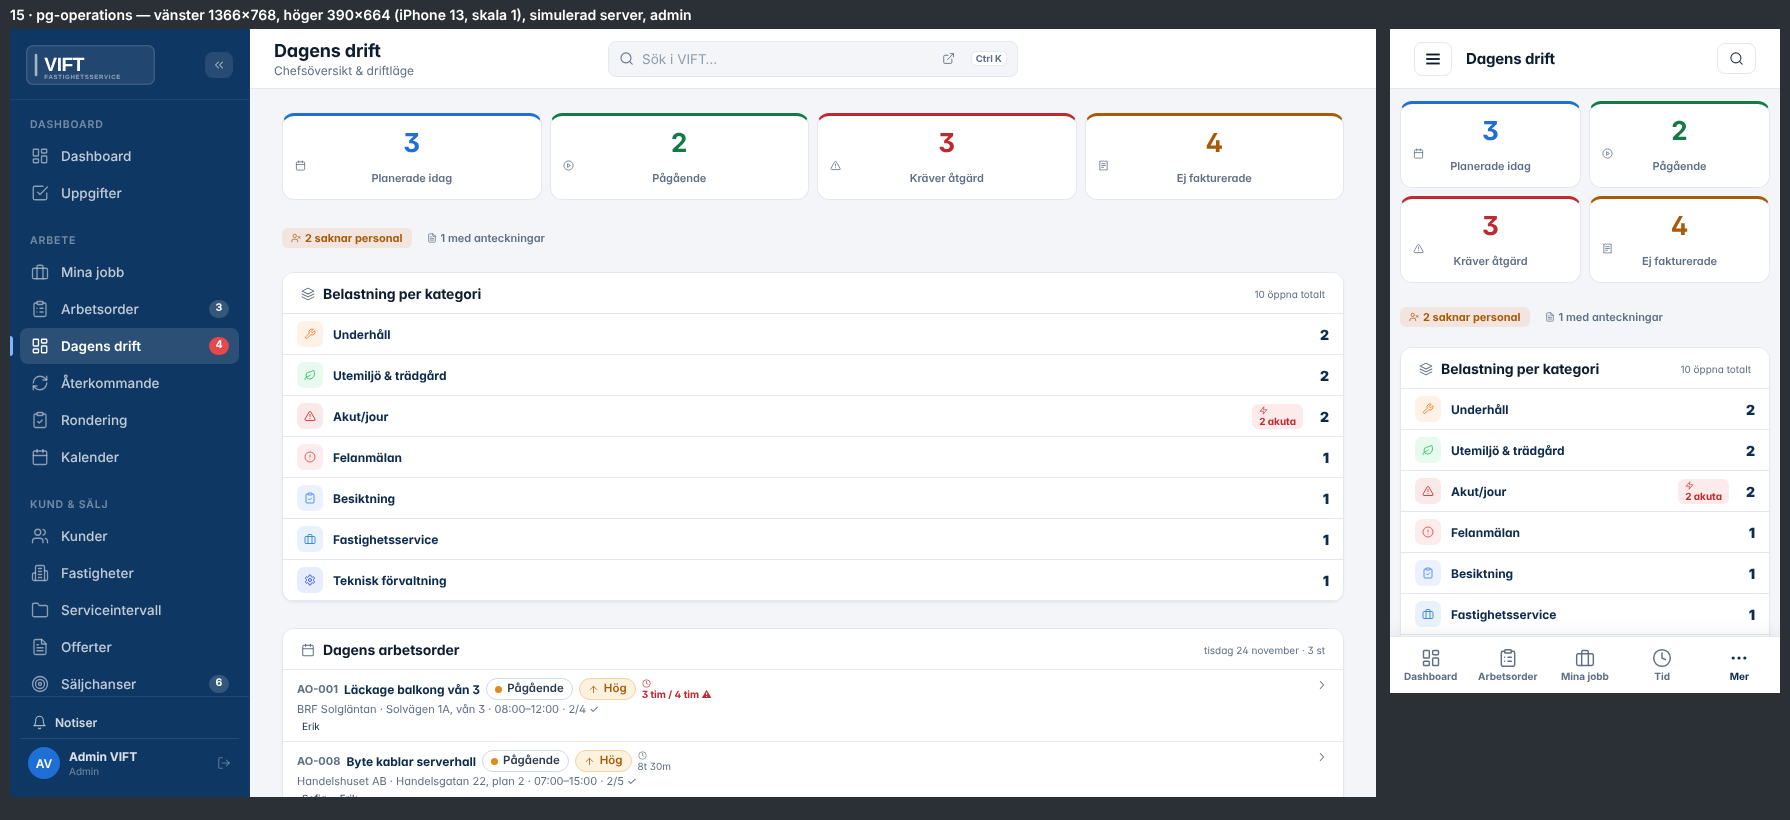 15 · pg-operations — vänster 1366×768, höger 390×664 (iPhone 13, skala 1), simulerad server, admin
VIFT
FASTIGHETSSERVICE
DASHBOARD
Dashboard
Uppgifter
ARBETE
Mina jobb
Arbetsorder 3
Dagens drift 4
Återkommande
Rondering
Kalender
KUND & SÄLJ
Kunder
Fastigheter
Serviceintervall
Offerter
Säljchanser 6
Notiser
AV Admin VIFT
Admin
Dagens drift
Chefsöversikt & driftläge
Sök i VIFT... Ctrl K
3
Planerade idag
2
Pågående
3
Kräver åtgärd
4
Ej fakturerade
2 saknar personal 1 med anteckningar
Belastning per kategori 10 öppna totalt
Underhåll 2
Utemiljö & trädgård 2
Akut/jour 2 akuta 2
Felanmälan 1
Besiktning 1
Fastighetsservice 1
Teknisk förvaltning 1
Dagens arbetsorder tisdag 24 november · 3 st
AO-001 Läckage balkong vån 3 Pågående Hög 3 tim / 4 tim
BRF Solgläntan · Solvägen 1A, vån 3 · 08:00–12:00 · 2/4 ✓
Erik
AO-008 Byte kablar serverhall Pågående Hög 8t 30m
Handelshuset AB · Handelsgatan 22, plan 2 · 07:00–15:00 · 2/5 ✓
Dagens drift
3
Planerade idag
2
Pågående
3
Kräver åtgärd
4
Ej fakturerade
2 saknar personal 1 med anteckningar
Belastning per kategori 10 öppna totalt
Underhåll 2
Utemiljö & trädgård 2
Akut/jour 2 akuta 2
Felanmälan 1
Besiktning 1
Fastighetsservice 1
Dashboard Arbetsorder Mina jobb Tid Mer